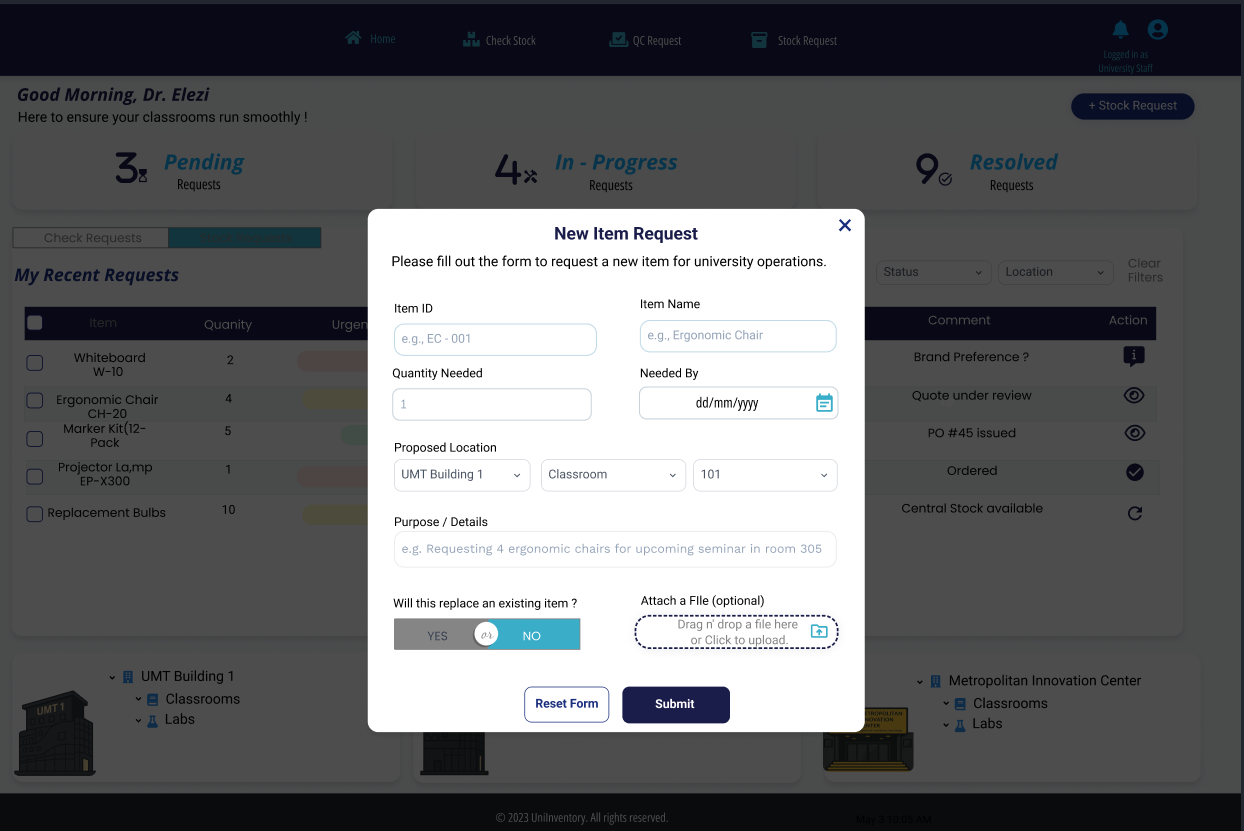 Home
Check Stock
QC Request
Stock Request
Logged in as
University Staff
Good Morning, Dr. Elezi
Here to ensure your classrooms run smoothly !
+ Stock Request
3
Pending
Requests
4
In - Progress
Requests
9
Resolved
Requests
Check Requests
My Recent Requests
Status
Location
Clear
Filters
Item
Quanity
Urgen
Comment
Action
Whiteboard
W-10
2
Brand Preference ?
Ergonomic Chair
CH-20
4
Quote under review
Marker Kit(12-
Pack
5
PO #45 issued
Projector La,mp
EP-X300
1
Ordered
Replacement Bulbs
10
Central Stock available
New Item Request
Please fill out the form to request a new item for university operations.
Item ID
Item Name
e.g., EC - 001
e.g., Ergonomic Chair
Quantity Needed
Needed By
1
dd/mm/yyyy
Proposed Location
UMT Building 1
Classroom
101
Purpose / Details
e.g. Requesting 4 ergonomic chairs for upcoming seminar in room 305
Will this replace an existing item ?
Attach a FIle (optional)
YES
or
NO
Drag n' drop a file here
or Click to upload.
Reset Form
Submit
UMT 1
UMT Building 1
Classrooms
Labs
Metropolitan Innovation Center
Classrooms
Labs
© 2023 UniInventory. All rights reserved.
10:05 AM